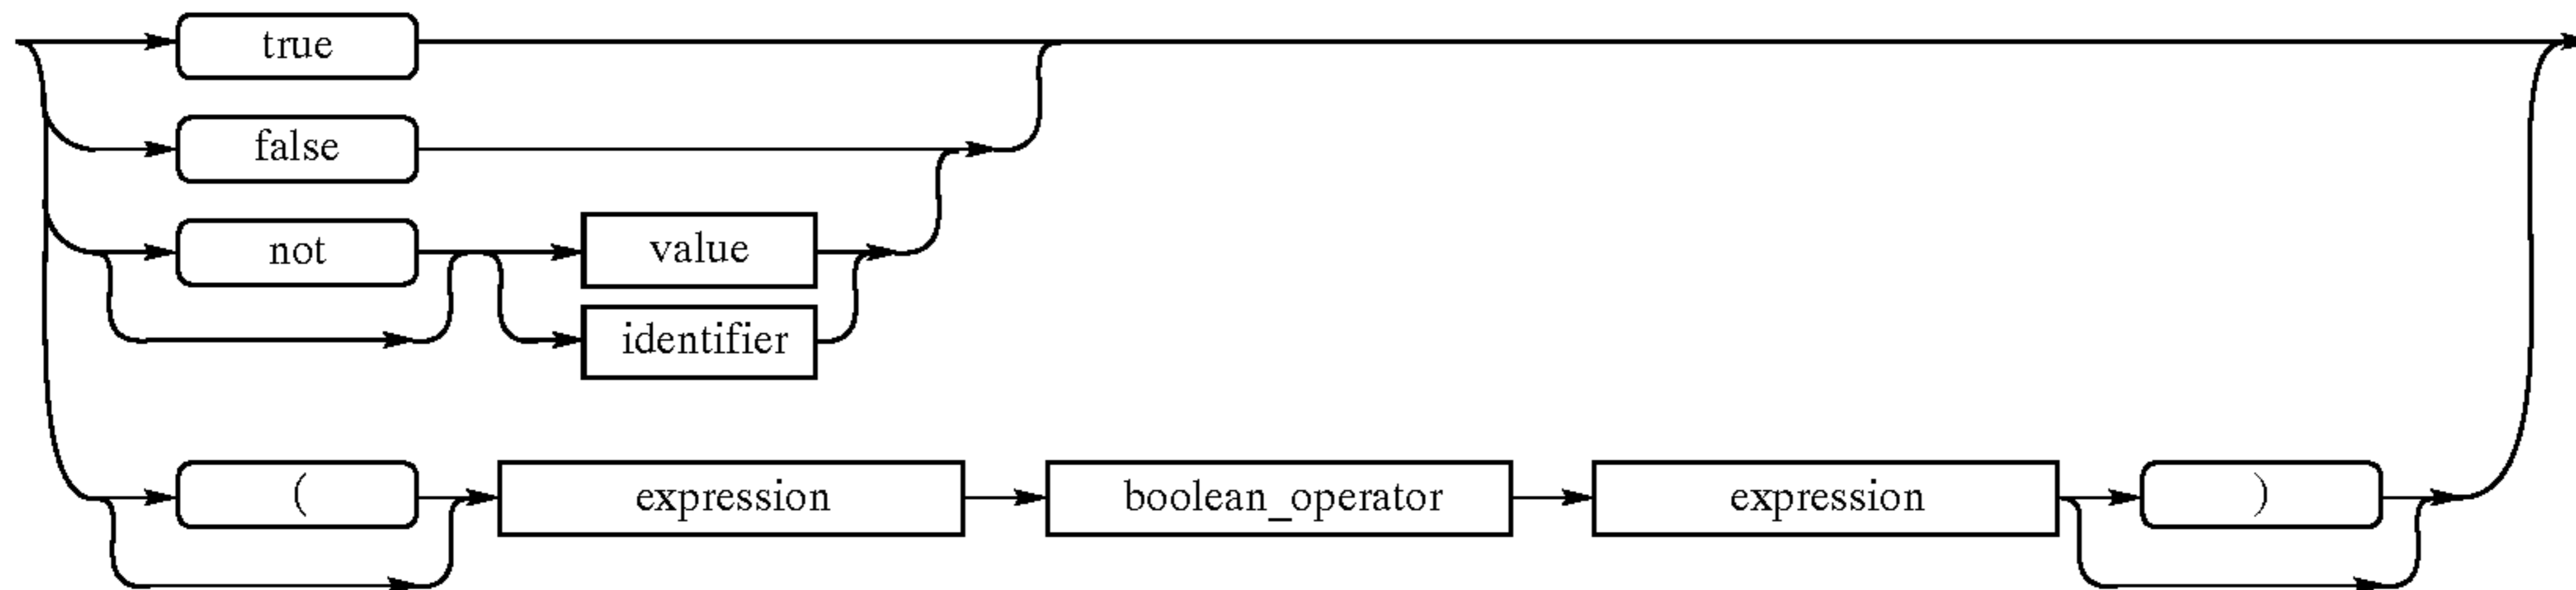 true
false
not value
identifier
( expression boolean_operator expression )